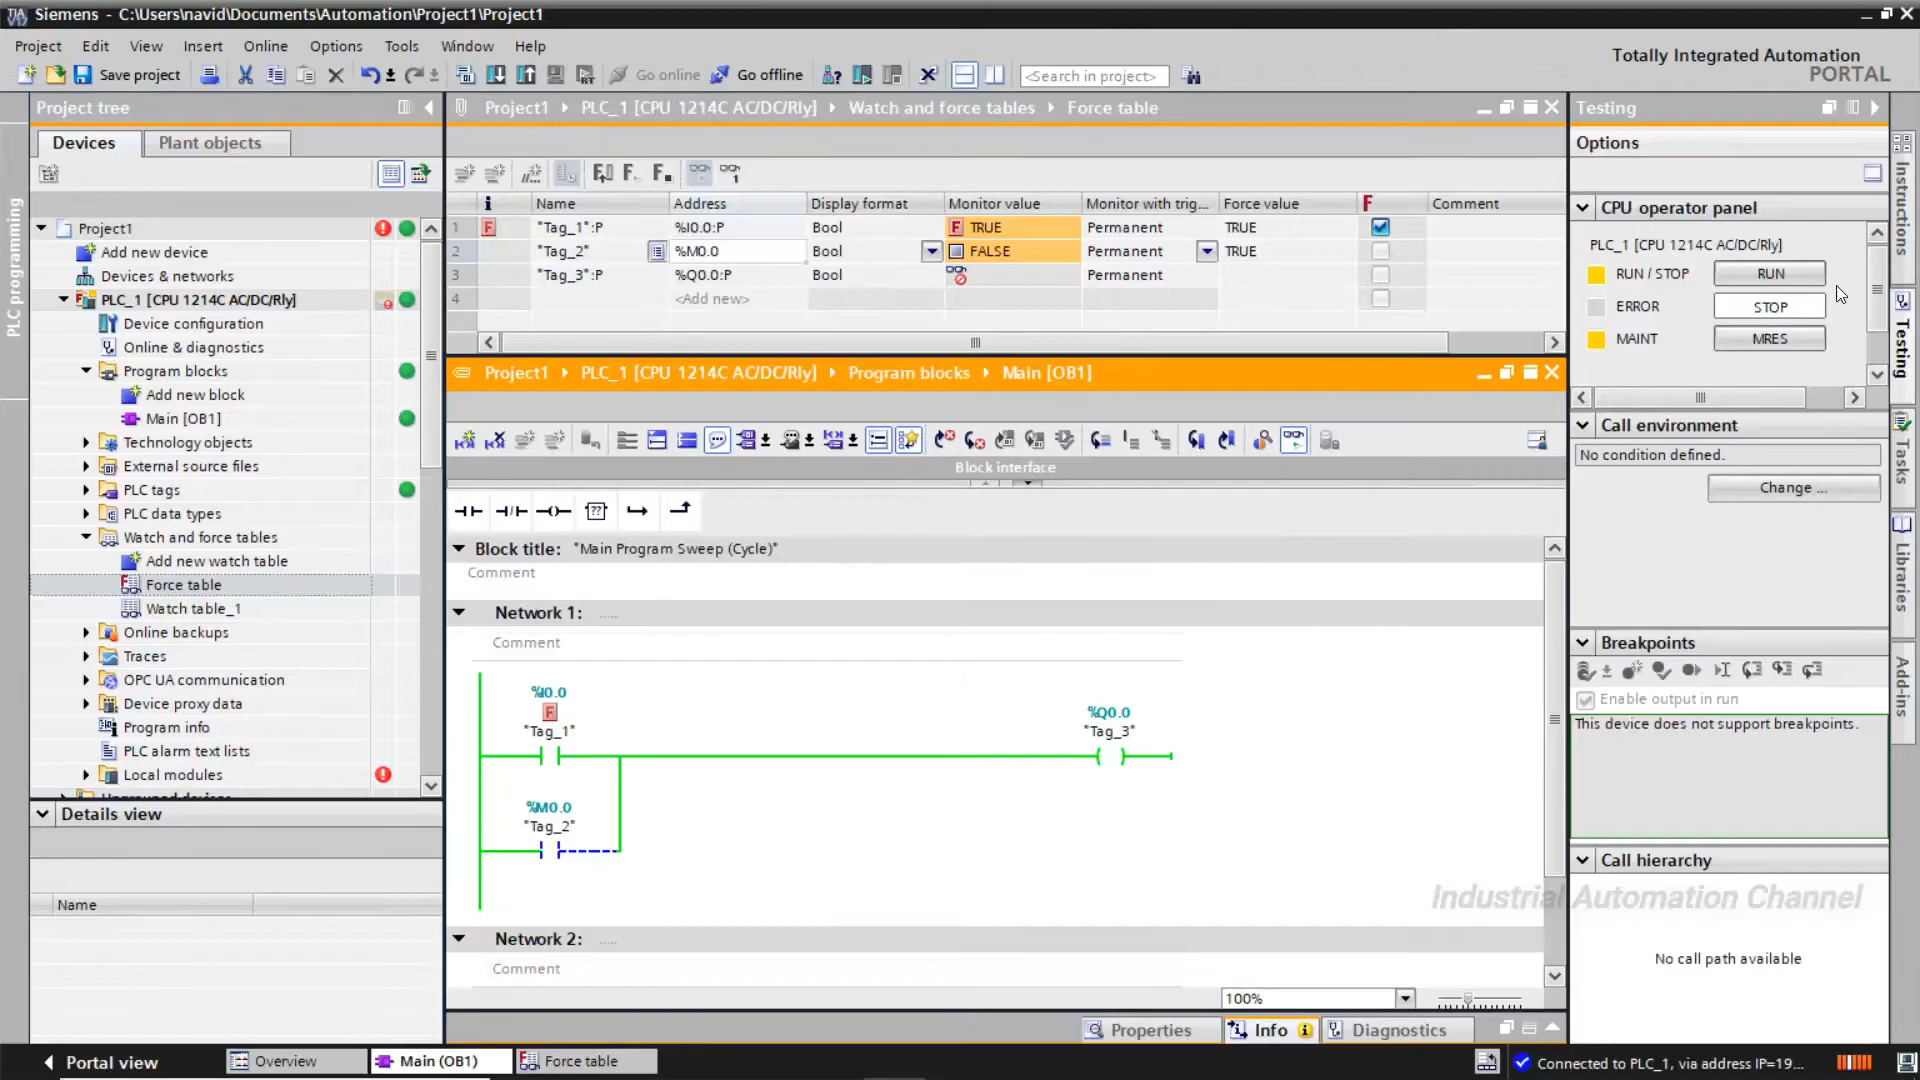 Siemens - C:\Users\navid\Documents\Automation\Project1\Project1
Project Edit View Insert Online Options Tools Window Help
Totally Integrated Automation
PORTAL
Save project
Go online
Go offline
<Search in project>
Project tree
Devices
Plant objects
Project1
Add new device
Devices & networks
PLC_1 [CPU 1214C AC/DC/Rly]
Device configuration
Online & diagnostics
Program blocks
Add new block
Main [OB1]
Technology objects
External source files
PLC tags
PLC data types
Watch and force tables
Add new watch table
Force table
Watch table_1
Online backups
Traces
OPC UA communication
Device proxy data
Program info
PLC alarm text lists
Local modules
Details view
Name
PLC programming
Project1 PLC_1 [CPU 1214C AC/DC/Rly] Watch and force tables Force table
i Name Address Display format Monitor value Monitor with trig... Force value F Comment
1 F "Tag_1":P %I0.0:P Bool F TRUE Permanent TRUE
2 "Tag_2" %M0.0 Bool FALSE Permanent TRUE
3 "Tag_3":P %Q0.0:P Bool Permanent
4 <Add new>
Project1 PLC_1 [CPU 1214C AC/DC/Rly] Program blocks Main [OB1]
Block interface
??
Block title: "Main Program Sweep (Cycle)"
Comment
Network 1: .....
Comment
%I0.0
F
"Tag_1"
%Q0.0
"Tag_3"
%M0.0
"Tag_2"
Network 2: .....
Comment
100%
Properties
Info
Diagnostics
Testing
Options
CPU operator panel
PLC_1 [CPU 1214C AC/DC/Rly]
RUN / STOP RUN
ERROR STOP
MAINT MRES
Call environment
No condition defined.
Change ...
Breakpoints
Enable output in run
This device does not support breakpoints.
Call hierarchy
Industrial Automation Channel
No call path available
Instructions
Testing
Tasks
Libraries
Add-ins
Portal view
Overview
Main (OB1)
Force table
Connected to PLC_1, via address IP=19...